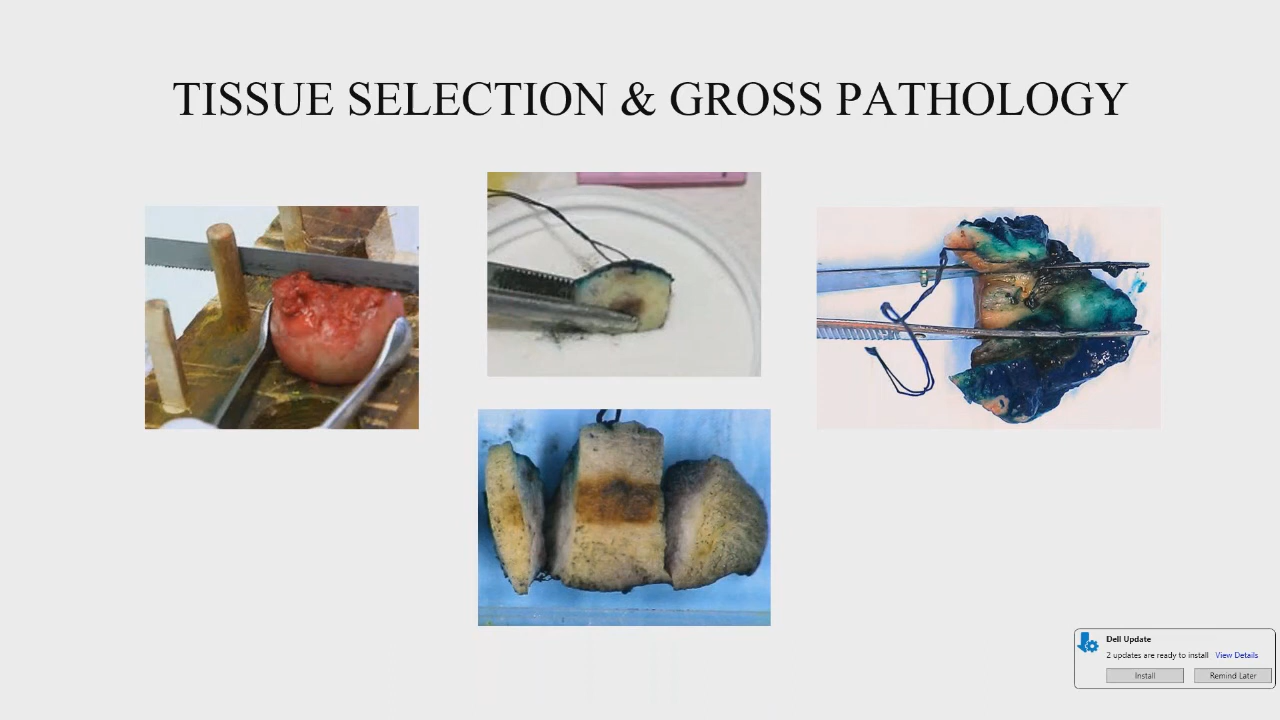 TISSUE SELECTION & GROSS PATHOLOGY
Dell Update
2 updates are ready to install View Details
Install Remind Later